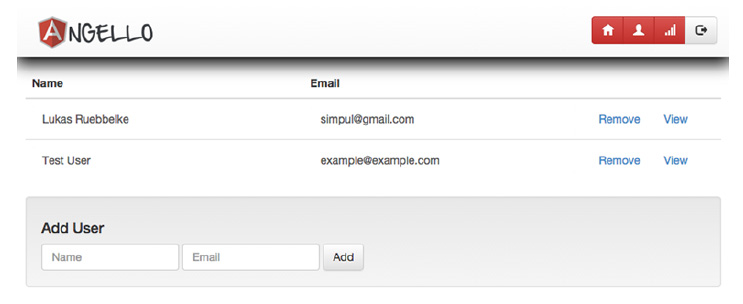 ANGELLO
Name Email
Lukas Ruebbelke simpul@gmail.com Remove View
Test User example@example.com Remove View
Add User
Name Email Add